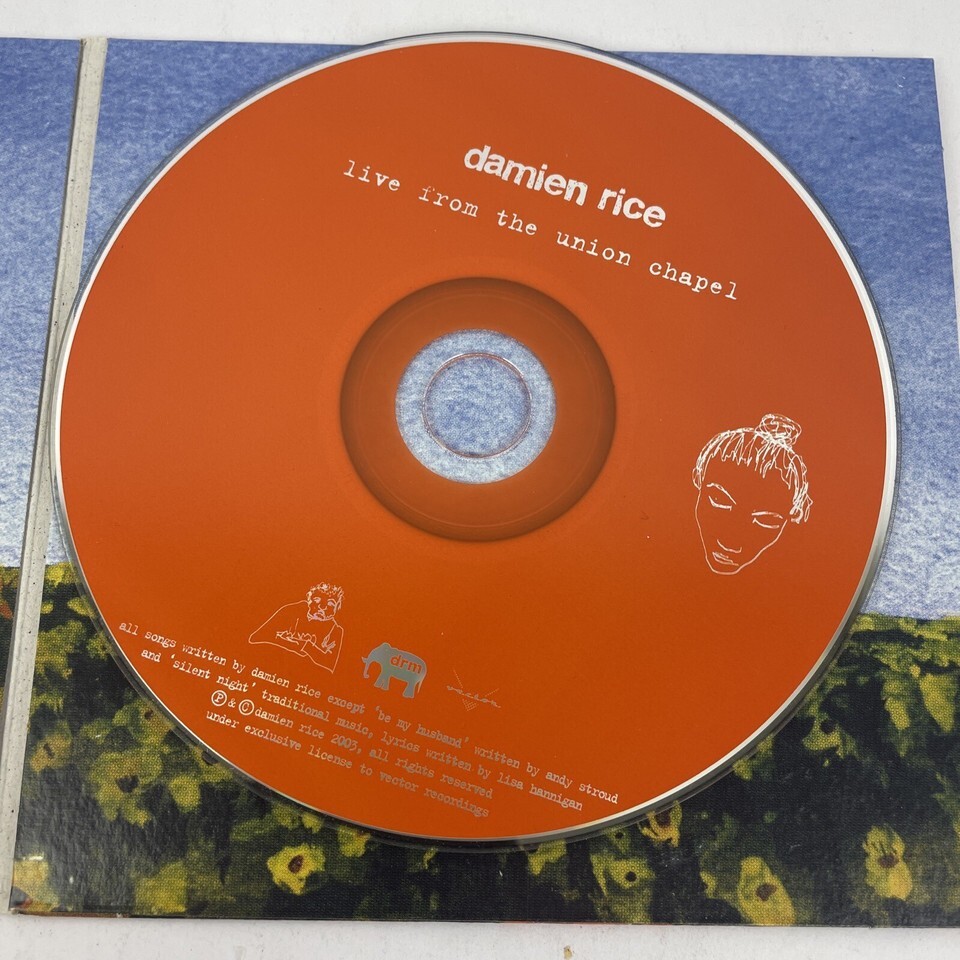 damien rice
live from the union chapel
drm
vector
all songs written by damien rice except 'be my husband' written by andy stroud
and 'silent night' traditional music, lyrics written by lisa hannigan
Ⓟ & Ⓒ damien rice 2003, all rights reserved
under exclusive license to vector recordings